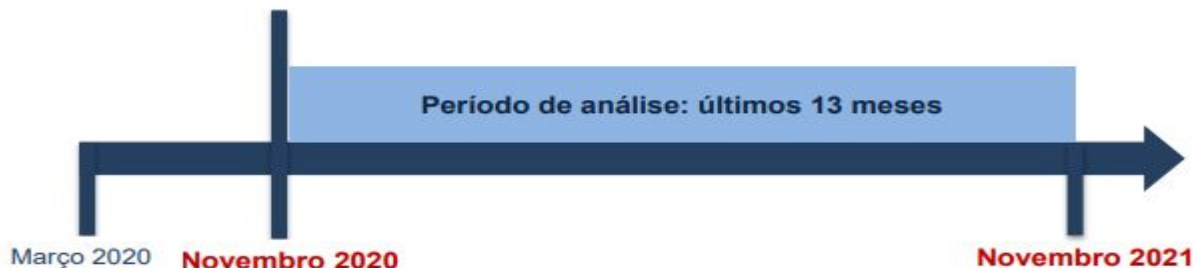 Período de análise: últimos 13 meses
Março 2020
Novembro 2020
Novembro 2021